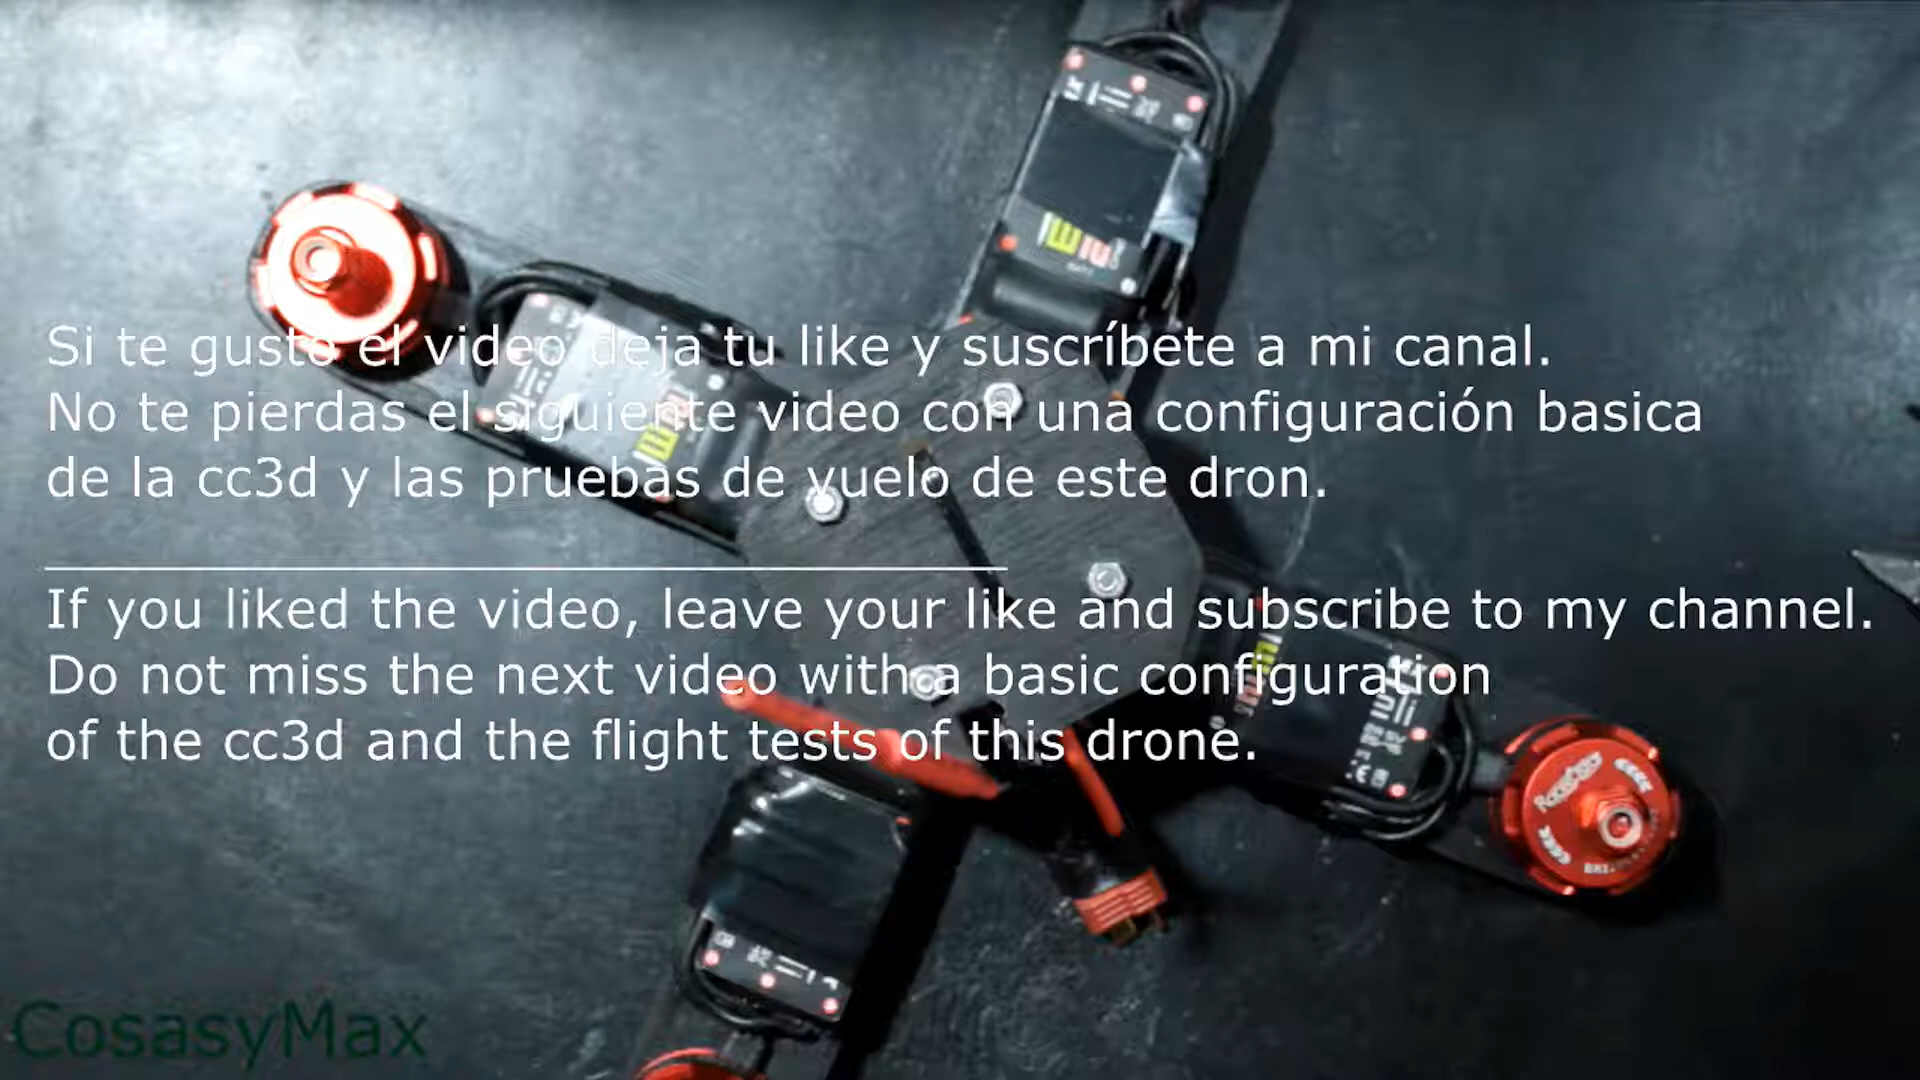 Si te gusto el video deja tu like y suscríbete a mi canal.
No te pierdas el siguiente video con una configuración basica
de la cc3d y las pruebas de vuelo de este dron.
If you liked the video, leave your like and subscribe to my channel.
Do not miss the next video with a basic configuration
of the cc3d and the flight tests of this drone.
CosasyMax